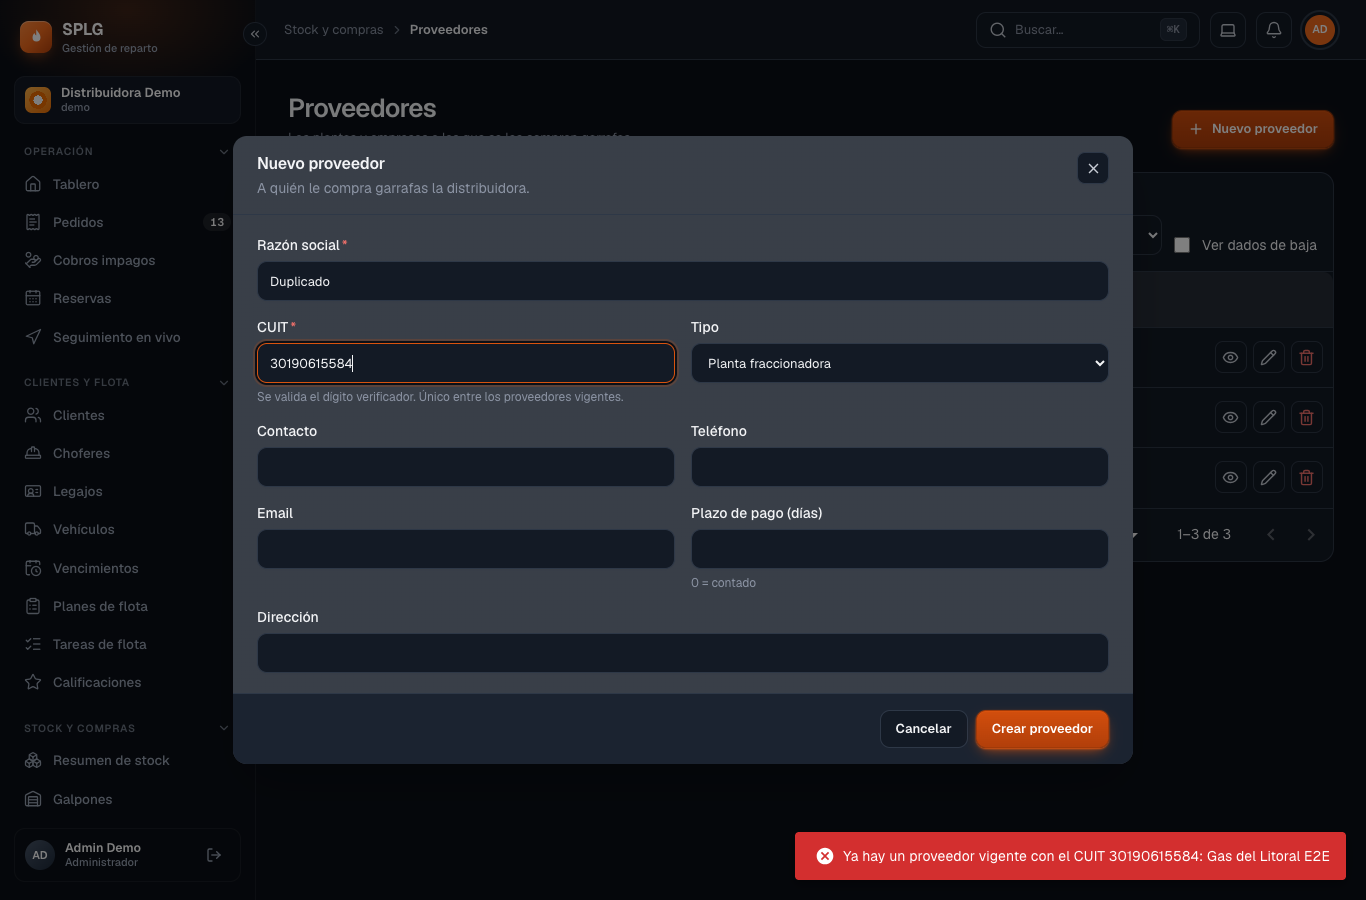 SPLG
Gestión de reparto
Distribuidora Demo
demo
OPERACIÓN
Tablero
Pedidos 13
Cobros impagos
Reservas
Seguimiento en vivo
CLIENTES Y FLOTA
Clientes
Choferes
Legajos
Vehículos
Vencimientos
Planes de flota
Tareas de flota
Calificaciones
STOCK Y COMPRAS
Resumen de stock
Galpones
AD
Admin Demo
Administrador
Stock y compras > Proveedores
Buscar... ⌘K
AD
Proveedores
+ Nuevo proveedor
Ver dados de baja
1–3 de 3
Nuevo proveedor
A quién le compra garrafas la distribuidora.
Razón social *
Duplicado
CUIT *
30190615584
Se valida el dígito verificador. Único entre los proveedores vigentes.
Tipo
Planta fraccionadora
Contacto
Teléfono
Email
Plazo de pago (días)
0 = contado
Dirección
Cancelar
Crear proveedor
Ya hay un proveedor vigente con el CUIT 30190615584: Gas del Litoral E2E